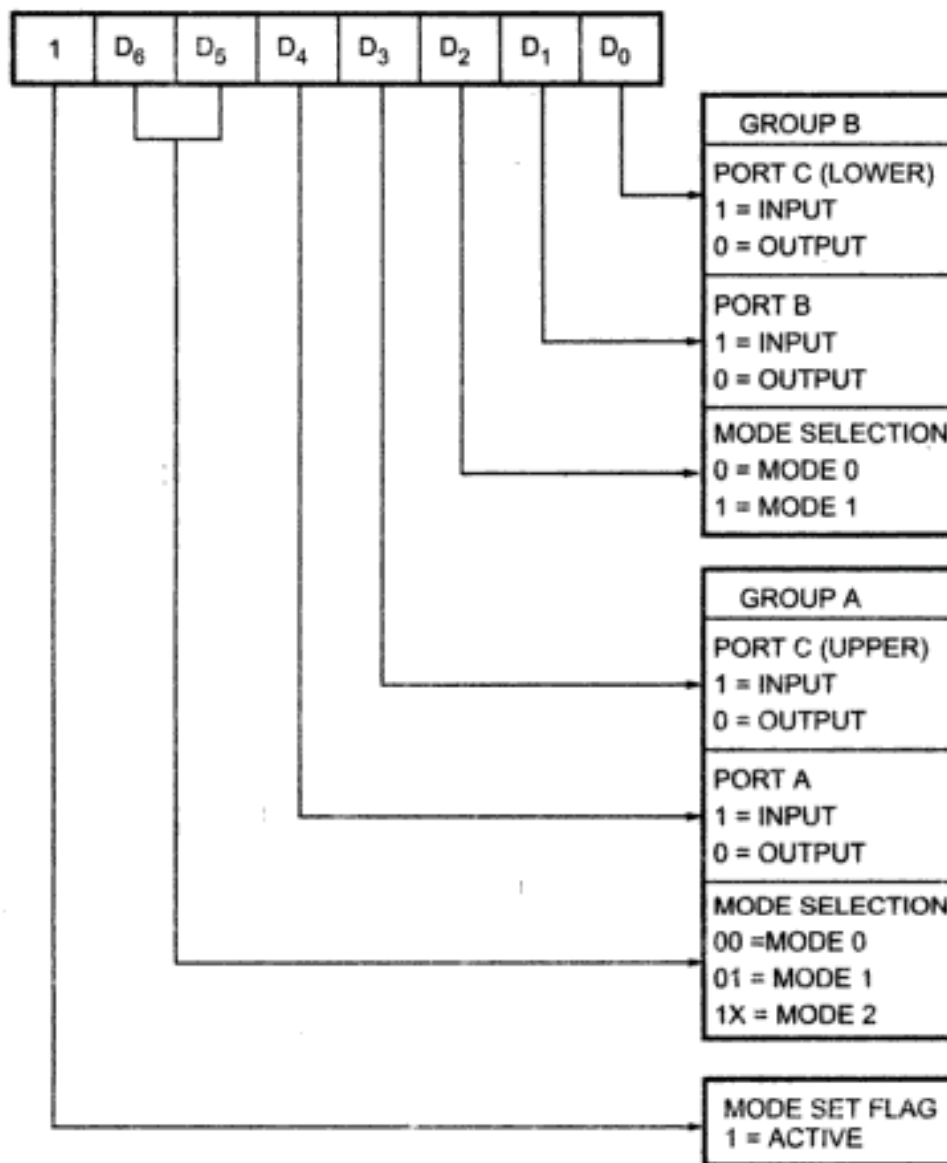 1 D₆ D₅ D₄ D₃ D₂ D₁ D₀
GROUP B
PORT C (LOWER)
1 = INPUT
0 = OUTPUT
PORT B
1 = INPUT
0 = OUTPUT
MODE SELECTION
0 = MODE 0
1 = MODE 1
GROUP A
PORT C (UPPER)
1 = INPUT
0 = OUTPUT
PORT A
1 = INPUT
0 = OUTPUT
MODE SELECTION
00 =MODE 0
01 = MODE 1
1X = MODE 2
MODE SET FLAG
1 = ACTIVE